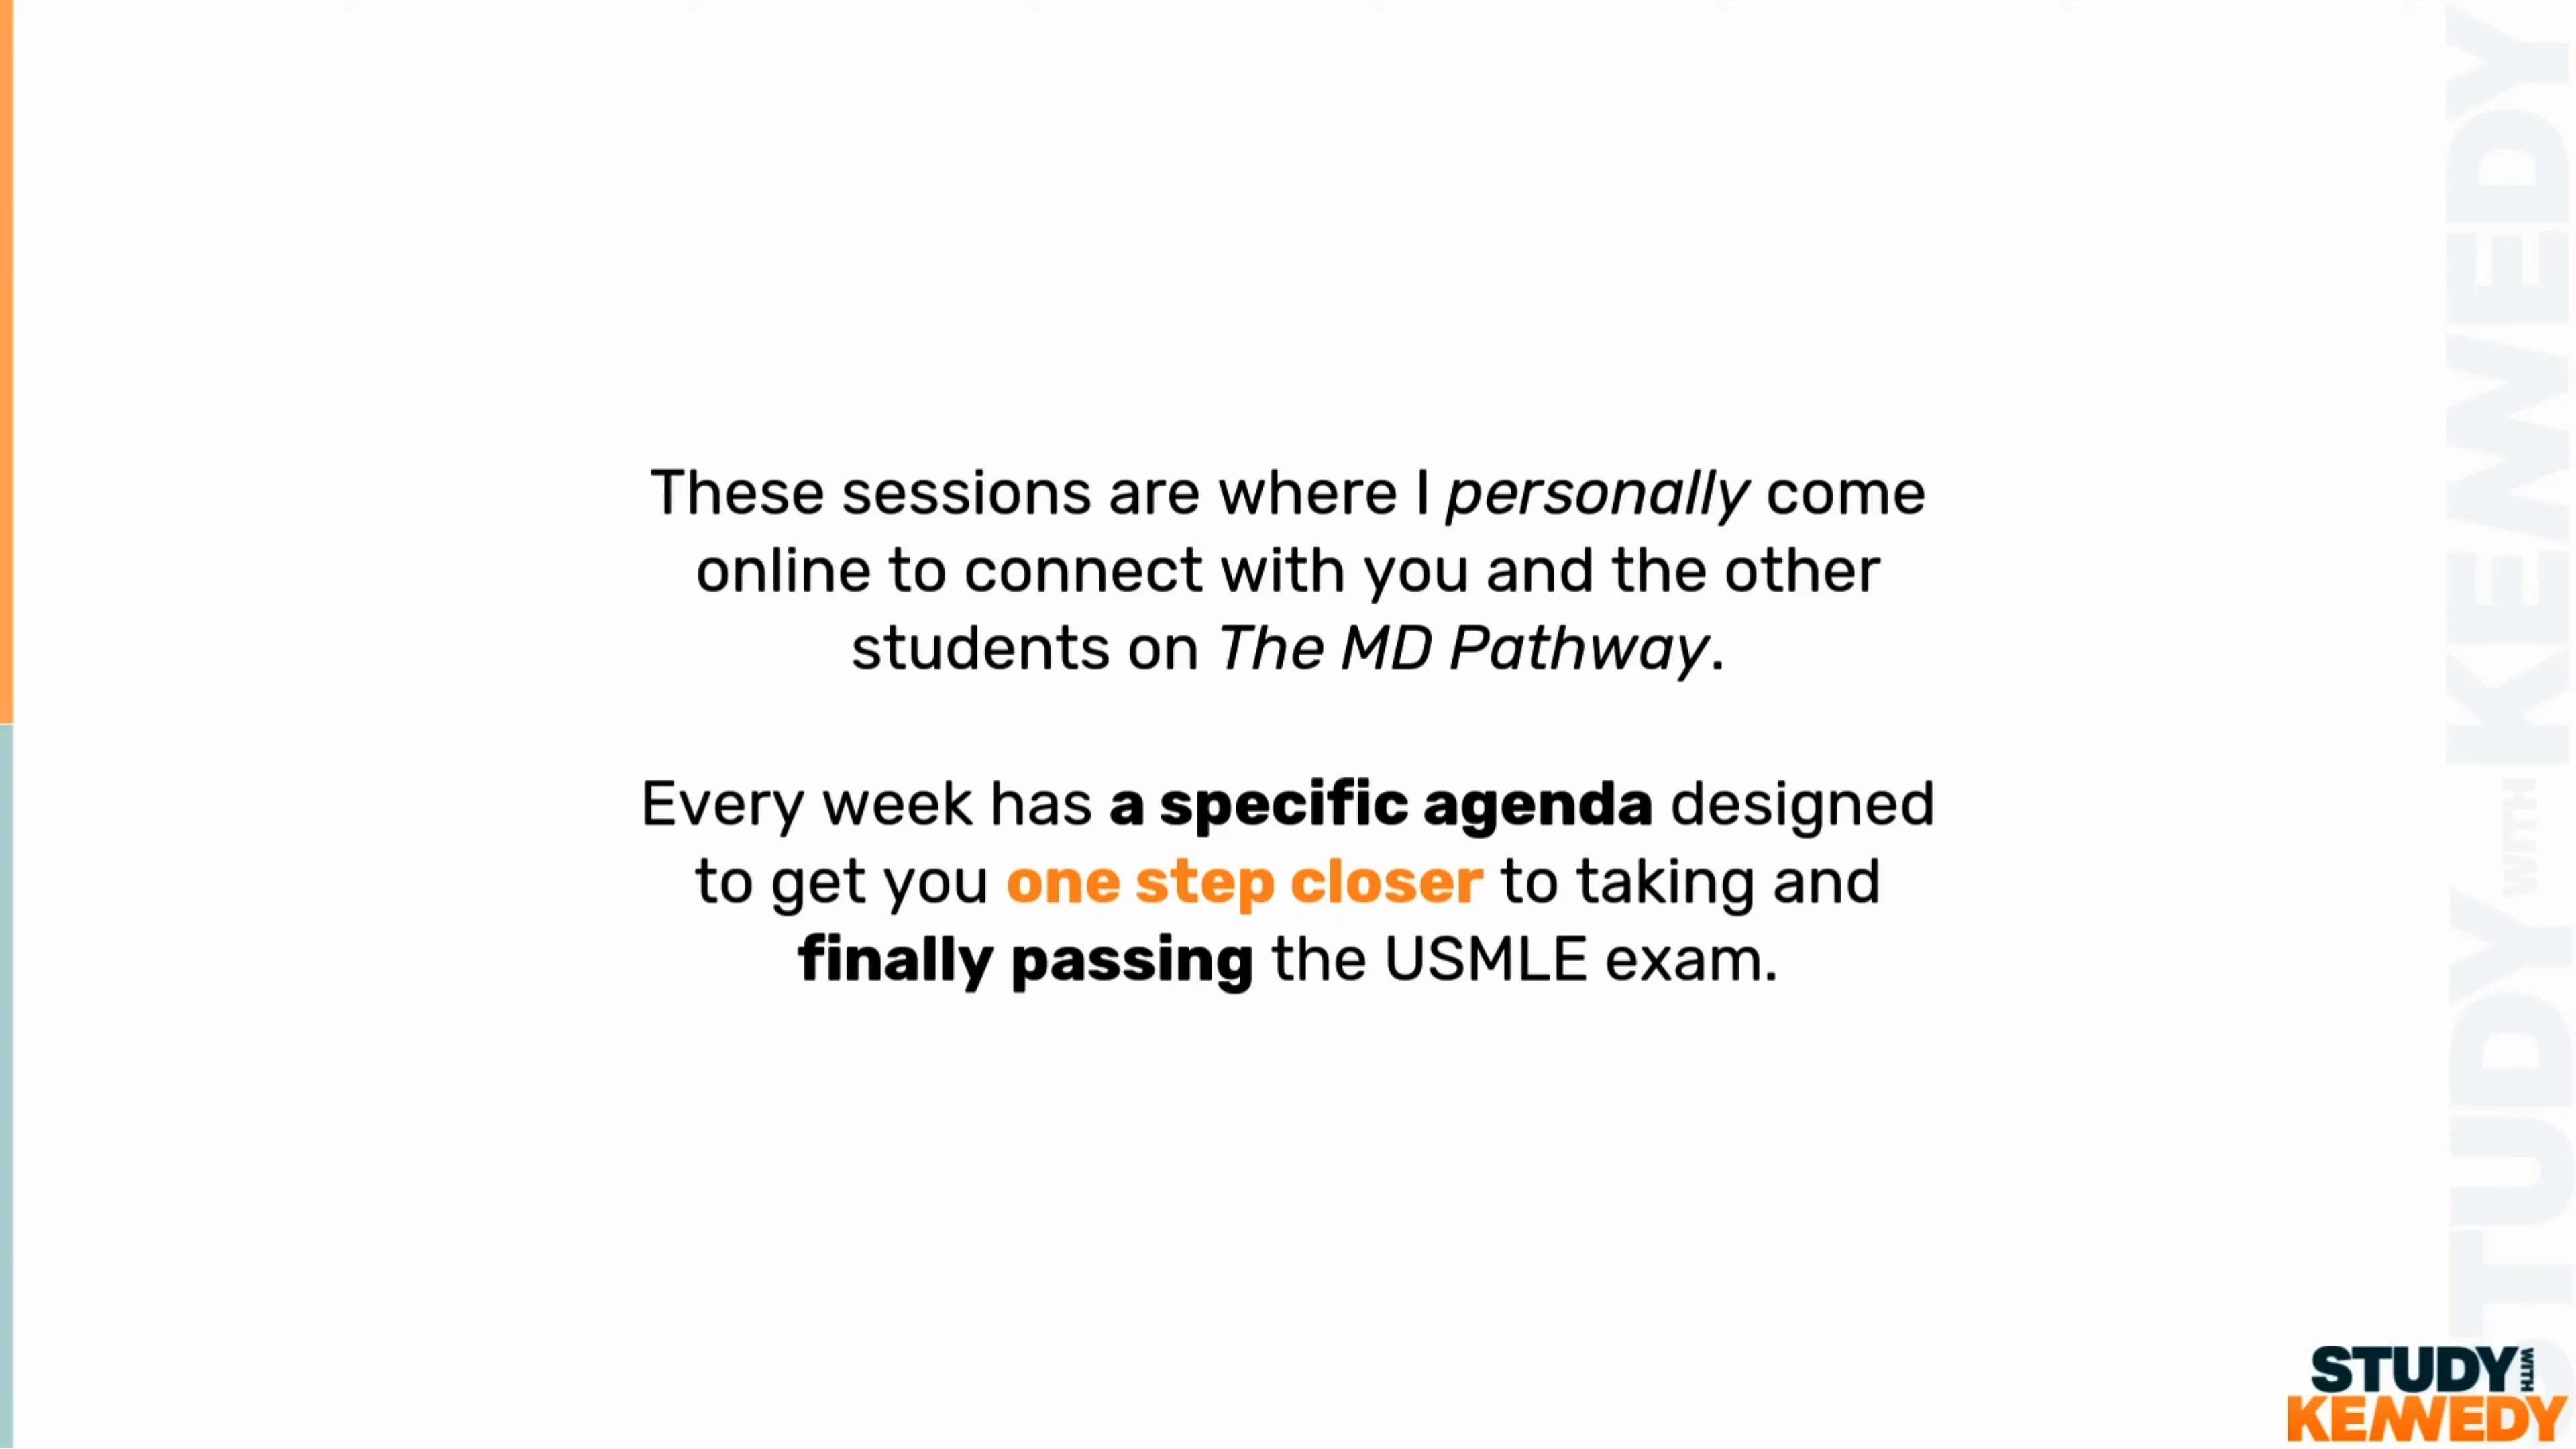 These sessions are where I personally come
online to connect with you and the other
students on The MD Pathway.
Every week has a specific agenda designed
to get you one step closer to taking and
finally passing the USMLE exam.
STUDY WITH KENNEDY
STUDY WITH
KENNEDY